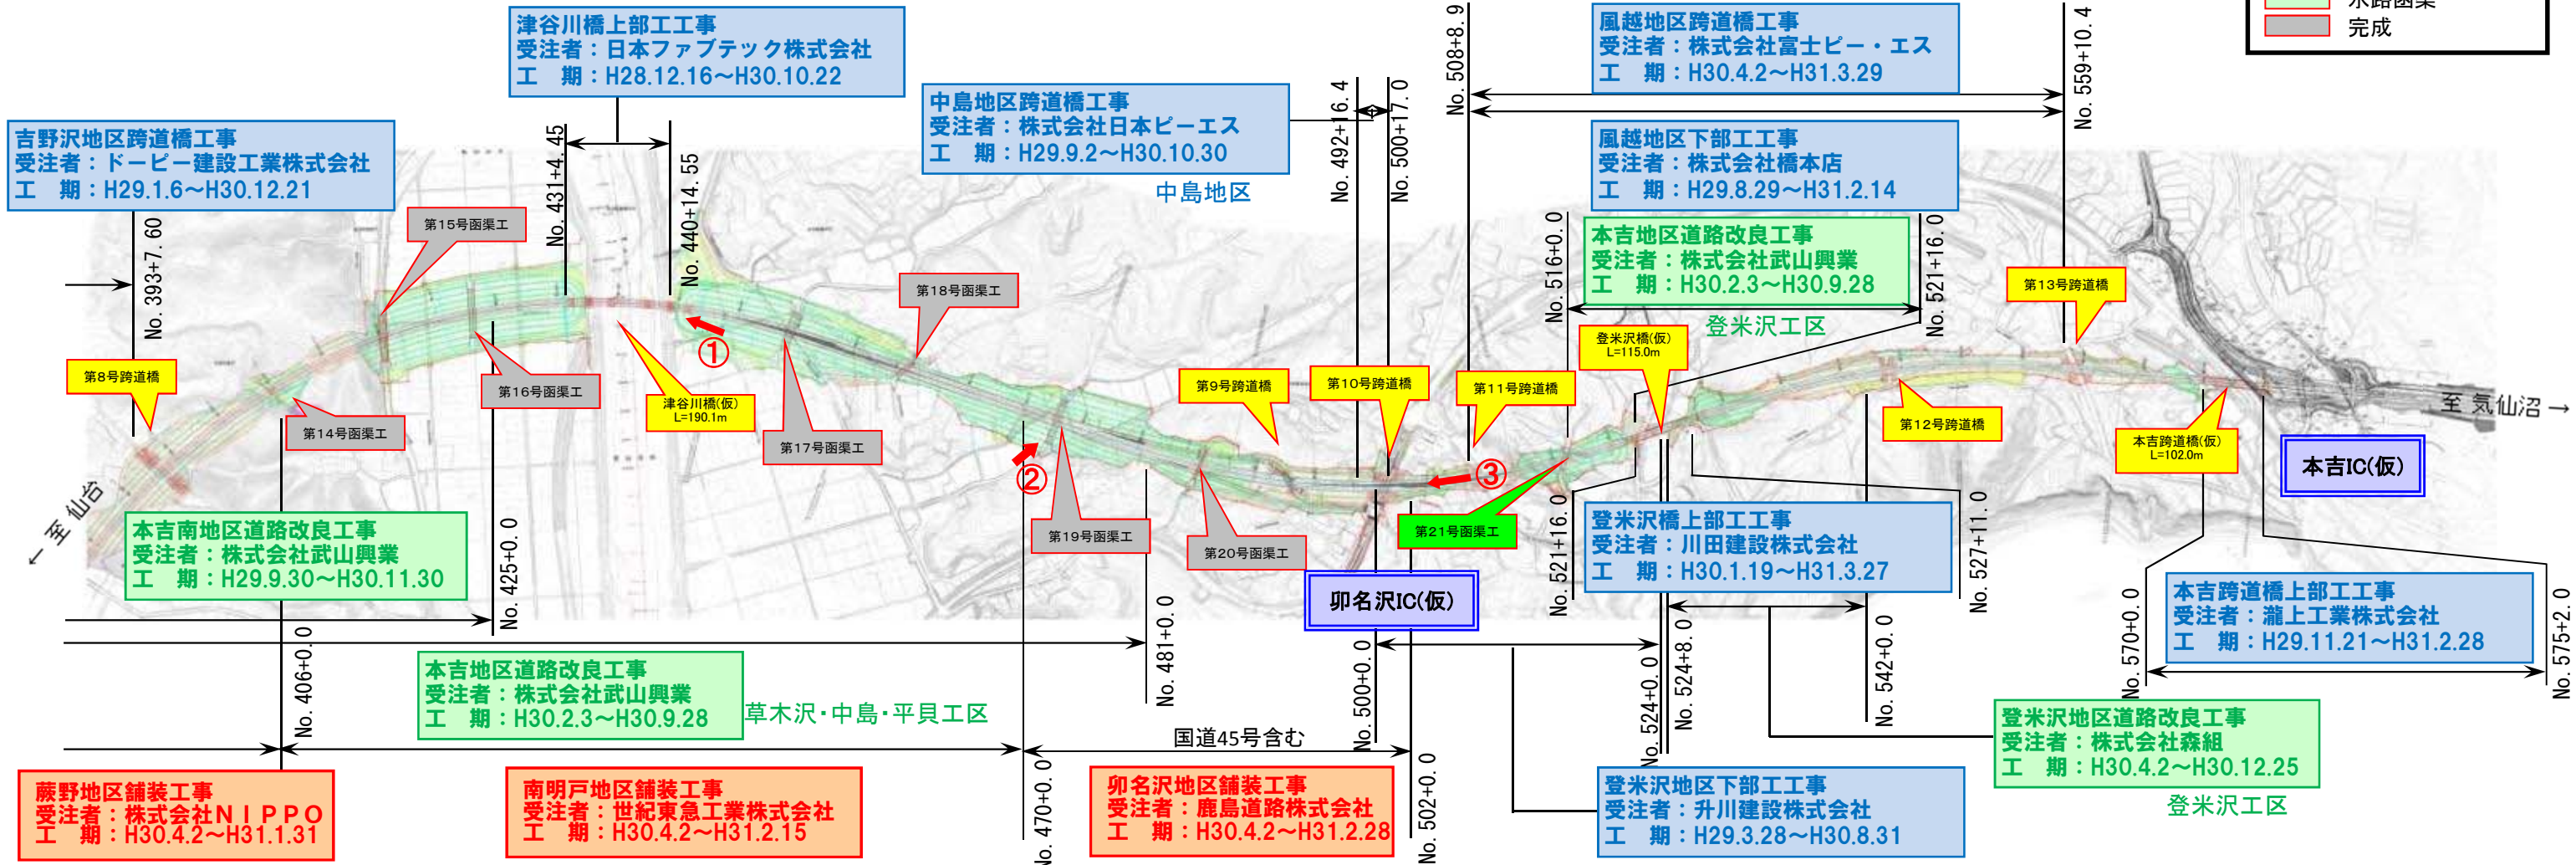 水路函渠
完成
津谷川橋上部工工事
受注者：日本ファブテック株式会社
工　期：H28.12.16～H30.10.22
風越地区跨道橋工事
受注者：株式会社富士ピー・エス
工　期：H30.4.2～H31.3.29
中島地区跨道橋工事
受注者：株式会社日本ピーエス
工　期：H29.9.2～H30.10.30
中島地区
吉野沢地区跨道橋工事
受注者：ドーピー建設工業株式会社
工　期：H29.1.6～H30.12.21
風越地区下部工工事
受注者：株式会社橋本店
工　期：H29.8.29～H31.2.14
本吉地区道路改良工事
受注者：株式会社武山興業
工　期：H30.2.3～H30.9.28
登米沢工区
No. 393+7. 60
No. 431+4. 45
No. 440+14. 55
No. 492+16. 4
No. 500+17. 0
No. 508+8. 9
No. 559+10. 4
No. 516+0. 0
No. 521+16. 0
第15号函渠工
第18号函渠工
第13号跨道橋
第8号跨道橋
第14号函渠工
第16号函渠工
津谷川橋(仮)
L=190.1m
①
第17号函渠工
②
第19号函渠工
第20号函渠工
第9号跨道橋
第10号跨道橋
第11号跨道橋
③
第21号函渠工
登米沢橋(仮)
L=115.0m
第12号跨道橋
本吉跨道橋(仮)
L=102.0m
至 気仙沼 →
本吉IC(仮)
← 至 仙台
卯名沢IC(仮)
本吉南地区道路改良工事
受注者：株式会社武山興業
工　期：H29.9.30～H30.11.30
登米沢橋上部工工事
受注者：川田建設株式会社
工　期：H30.1.19～H31.3.27
本吉跨道橋上部工工事
受注者：瀧上工業株式会社
工　期：H29.11.21～H31.2.28
No. 425+0. 0
No. 406+0. 0
No. 481+0. 0
No. 470+0. 0
No. 500+0. 0
No. 502+0. 0
No. 521+16. 0
No. 524+0. 0
No. 524+8. 0
No. 527+11. 0
No. 542+0. 0
No. 570+0. 0
No. 575+2. 0
本吉地区道路改良工事
受注者：株式会社武山興業
工　期：H30.2.3～H30.9.28
草木沢・中島・平貝工区
国道45号含む
登米沢地区道路改良工事
受注者：株式会社森組
工　期：H30.4.2～H30.12.25
登米沢工区
蕨野地区舗装工事
受注者：株式会社ＮＩＰＰＯ
工　期：H30.4.2～H31.1.31
南明戸地区舗装工事
受注者：世紀東急工業株式会社
工　期：H30.4.2～H31.2.15
卯名沢地区舗装工事
受注者：鹿島道路株式会社
工　期：H30.4.2～H31.2.28
登米沢地区下部工工事
受注者：升川建設株式会社
工　期：H29.3.28～H30.8.31